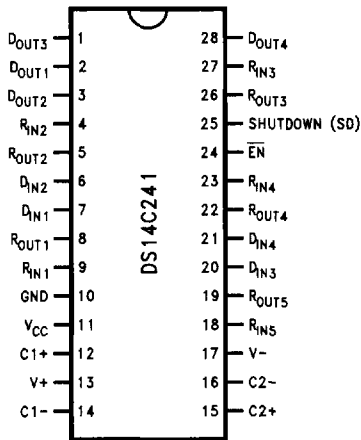 DOUT3 1 28 DOUT4
DOUT1 2 27 RIN3
DOUT2 3 26 ROUT3
RIN2 4 25 SHUTDOWN (SD)
ROUT2 5 24 E̅N̅
DIN2 6 23 RIN4
DIN1 7 22 ROUT4
ROUT1 8 21 DIN4
RIN1 9 20 DIN3
GND 10 19 ROUT5
VCC 11 18 RIN5
C1+ 12 17 V-
V+ 13 16 C2-
C1- 14 15 C2+
DS14C241